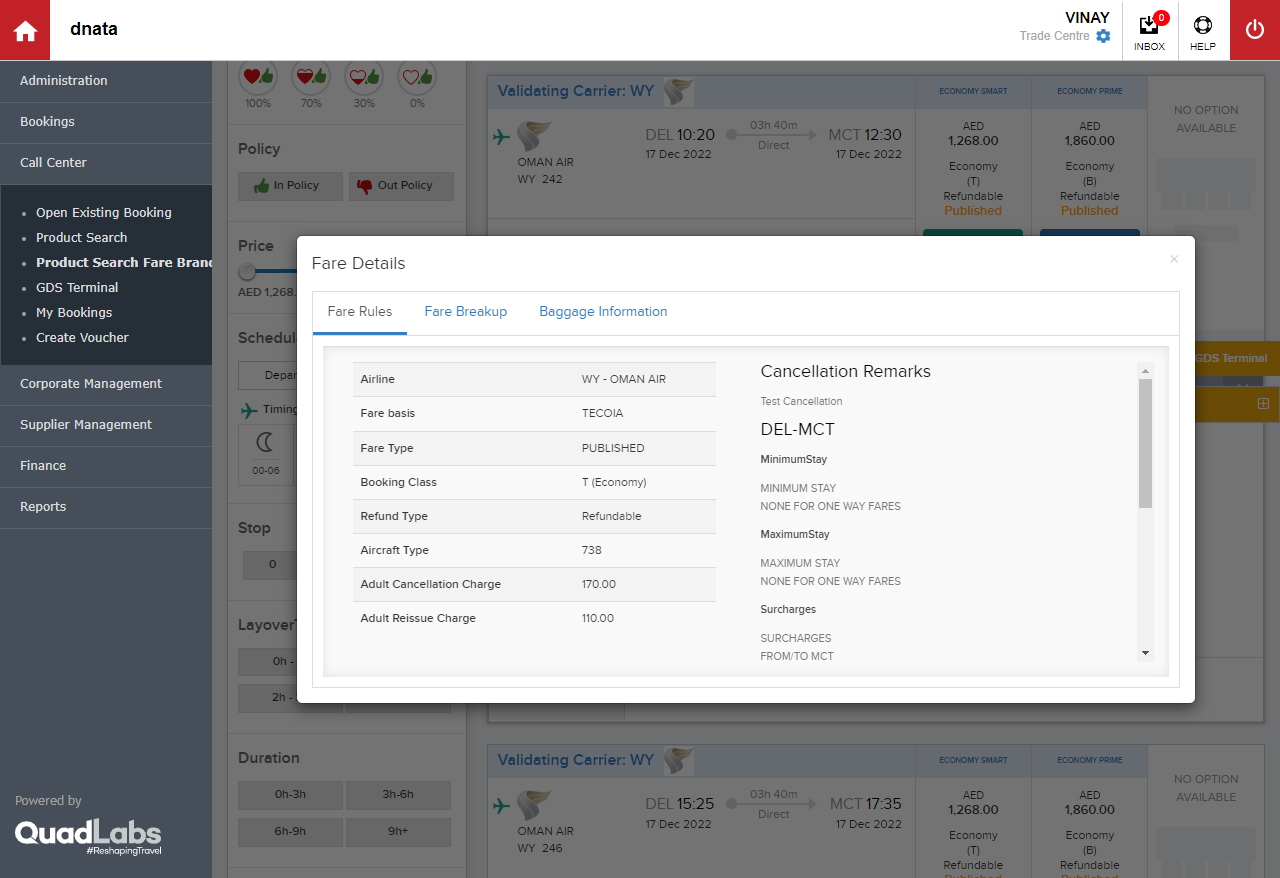 dnata
VINAY
Trade Centre
0
INBOX
HELP
Administration
Bookings
Call Center
Open Existing Booking
Product Search
Product Search Fare Brand
GDS Terminal
My Bookings
Create Voucher
Corporate Management
Supplier Management
Finance
Reports
Powered by
QuadLabs
#ReshapingTravel
100% 70% 30% 0%
Policy
In Policy Out Policy
Price
AED 1,268.
Schedul
Depar
Timing
00-06
Stop
0
LayoverT
0h -
2h -
Duration
0h-3h 3h-6h
6h-9h 9h+
Validating Carrier: WY
ECONOMY SMART ECONOMY PRIME
NO OPTION
AVAILABLE
OMAN AIR
WY 242
DEL 10:20
17 Dec 2022
03h 40m
Direct
MCT 12:30
17 Dec 2022
AED
1,268.00
Economy
(T)
Refundable
Published
AED
1,860.00
Economy
(B)
Refundable
Published
GDS Terminal
Fare Details
×
Fare Rules Fare Breakup Baggage Information
Airline WY - OMAN AIR
Fare basis TECOIA
Fare Type PUBLISHED
Booking Class T (Economy)
Refund Type Refundable
Aircraft Type 738
Adult Cancellation Charge 170.00
Adult Reissue Charge 110.00
Cancellation Remarks
Test Cancellation
DEL-MCT
MinimumStay
MINIMUM STAY
NONE FOR ONE WAY FARES
MaximumStay
MAXIMUM STAY
NONE FOR ONE WAY FARES
Surcharges
SURCHARGES
FROM/TO MCT
Validating Carrier: WY
ECONOMY SMART ECONOMY PRIME
NO OPTION
AVAILABLE
OMAN AIR
WY 246
DEL 15:25
17 Dec 2022
03h 40m
Direct
MCT 17:35
17 Dec 2022
AED
1,268.00
Economy
(T)
Refundable
AED
1,860.00
Economy
(B)
Refundable